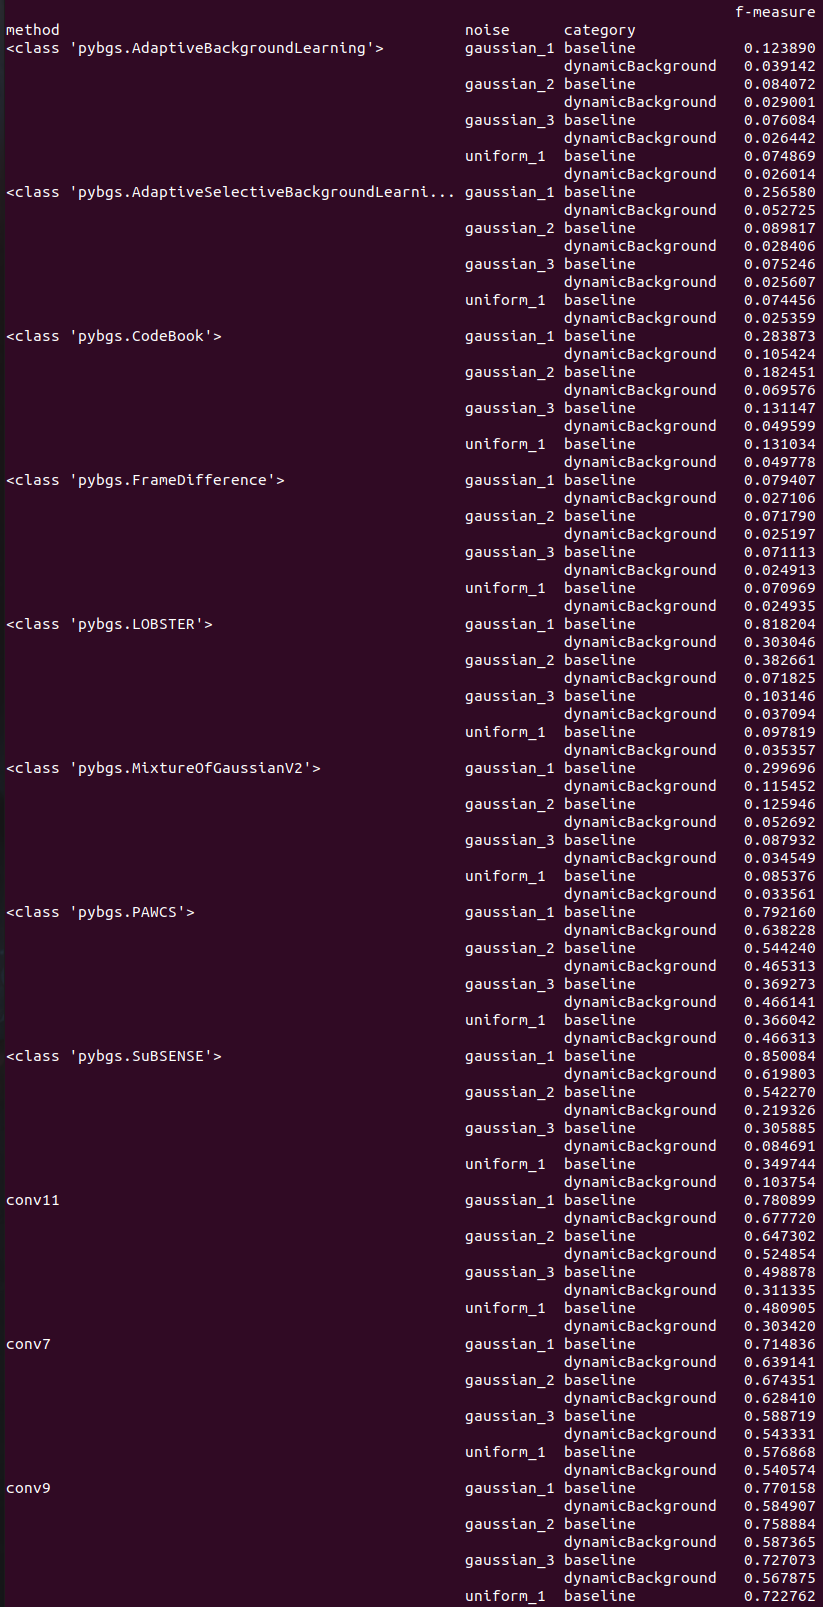 f-measure
method noise category
<class 'pybgs.AdaptiveBackgroundLearning'> gaussian_1 baseline 0.123890
dynamicBackground 0.039142
gaussian_2 baseline 0.084072
dynamicBackground 0.029001
gaussian_3 baseline 0.076084
dynamicBackground 0.026442
uniform_1 baseline 0.074869
dynamicBackground 0.026014
<class 'pybgs.AdaptiveSelectiveBackgroundLearni... gaussian_1 baseline 0.256580
dynamicBackground 0.052725
gaussian_2 baseline 0.089817
dynamicBackground 0.028406
gaussian_3 baseline 0.075246
dynamicBackground 0.025607
uniform_1 baseline 0.074456
dynamicBackground 0.025359
<class 'pybgs.CodeBook'> gaussian_1 baseline 0.283873
dynamicBackground 0.105424
gaussian_2 baseline 0.182451
dynamicBackground 0.069576
gaussian_3 baseline 0.131147
dynamicBackground 0.049599
uniform_1 baseline 0.131034
dynamicBackground 0.049778
<class 'pybgs.FrameDifference'> gaussian_1 baseline 0.079407
dynamicBackground 0.027106
gaussian_2 baseline 0.071790
dynamicBackground 0.025197
gaussian_3 baseline 0.071113
dynamicBackground 0.024913
uniform_1 baseline 0.070969
dynamicBackground 0.024935
<class 'pybgs.LOBSTER'> gaussian_1 baseline 0.818204
dynamicBackground 0.303046
gaussian_2 baseline 0.382661
dynamicBackground 0.071825
gaussian_3 baseline 0.103146
dynamicBackground 0.037094
uniform_1 baseline 0.097819
dynamicBackground 0.035357
<class 'pybgs.MixtureOfGaussianV2'> gaussian_1 baseline 0.299696
dynamicBackground 0.115452
gaussian_2 baseline 0.125946
dynamicBackground 0.052692
gaussian_3 baseline 0.087932
dynamicBackground 0.034549
uniform_1 baseline 0.085376
dynamicBackground 0.033561
<class 'pybgs.PAWCS'> gaussian_1 baseline 0.792160
dynamicBackground 0.638228
gaussian_2 baseline 0.544240
dynamicBackground 0.465313
gaussian_3 baseline 0.369273
dynamicBackground 0.466141
uniform_1 baseline 0.366042
dynamicBackground 0.466313
<class 'pybgs.SuBSENSE'> gaussian_1 baseline 0.850084
dynamicBackground 0.619803
gaussian_2 baseline 0.542270
dynamicBackground 0.219326
gaussian_3 baseline 0.305885
dynamicBackground 0.084691
uniform_1 baseline 0.349744
dynamicBackground 0.103754
conv11 gaussian_1 baseline 0.780899
dynamicBackground 0.677720
gaussian_2 baseline 0.647302
dynamicBackground 0.524854
gaussian_3 baseline 0.498878
dynamicBackground 0.311335
uniform_1 baseline 0.480905
dynamicBackground 0.303420
conv7 gaussian_1 baseline 0.714836
dynamicBackground 0.639141
gaussian_2 baseline 0.674351
dynamicBackground 0.628410
gaussian_3 baseline 0.588719
dynamicBackground 0.543331
uniform_1 baseline 0.576868
dynamicBackground 0.540574
conv9 gaussian_1 baseline 0.770158
dynamicBackground 0.584907
gaussian_2 baseline 0.758884
dynamicBackground 0.587365
gaussian_3 baseline 0.727073
dynamicBackground 0.567875
uniform_1 baseline 0.722762